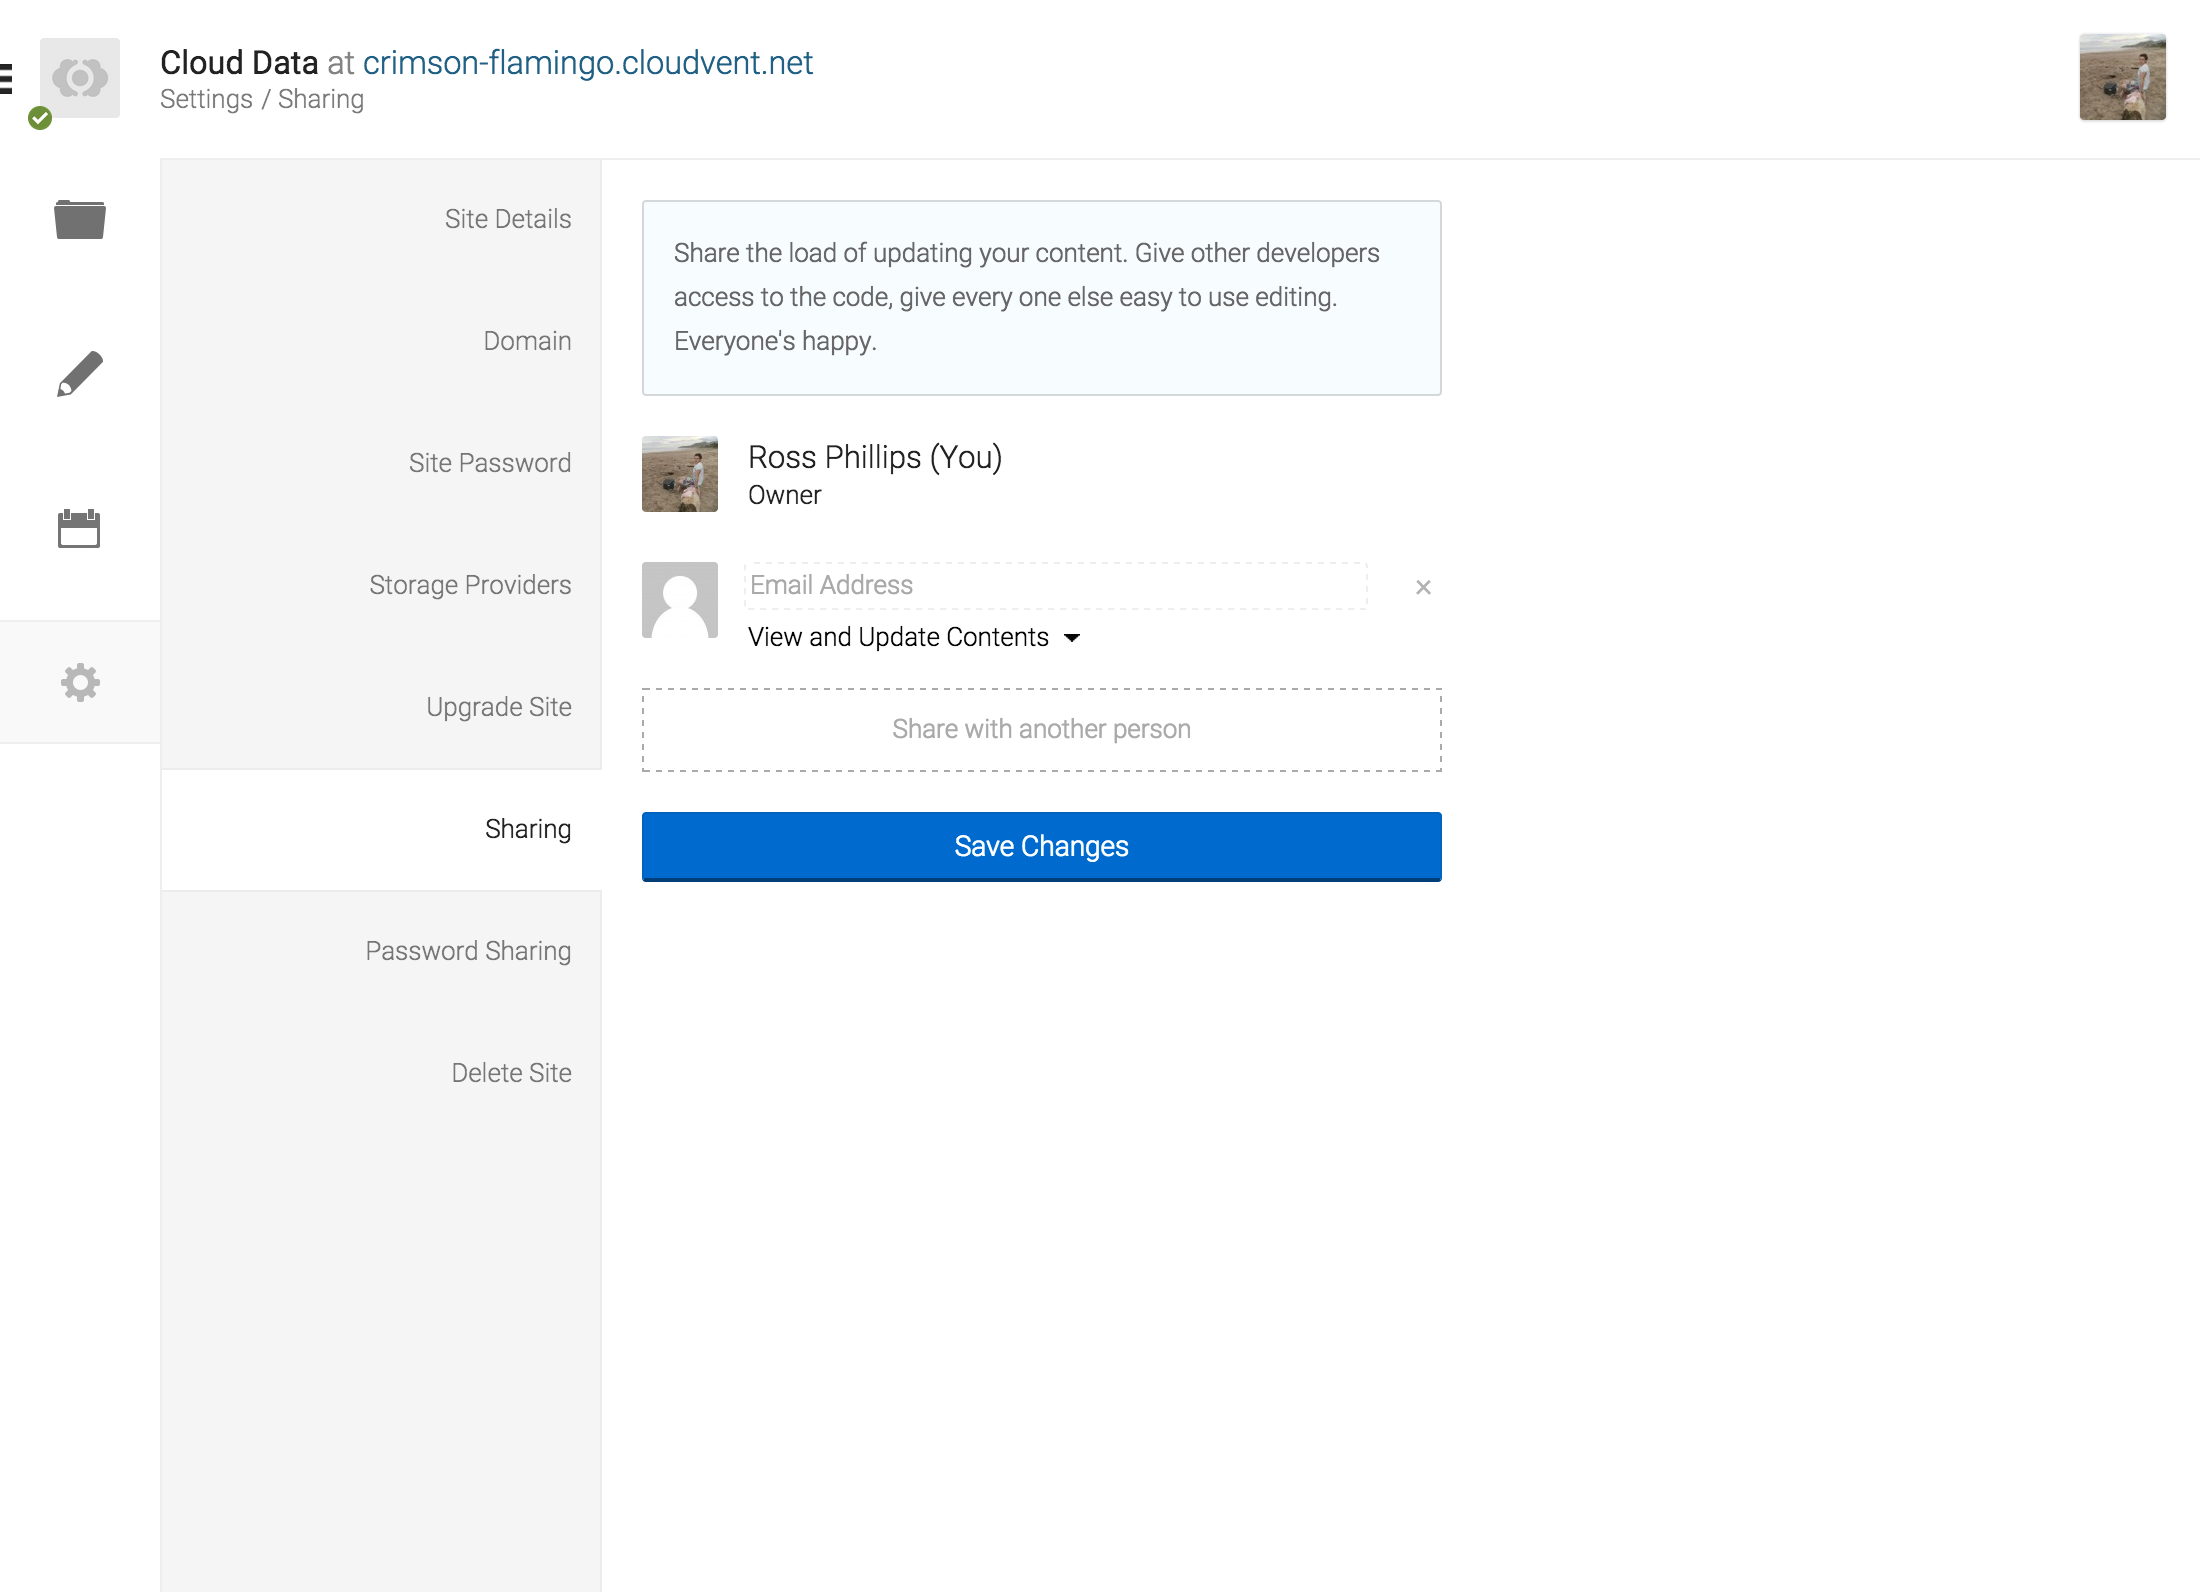 Cloud Data at crimson-flamingo.cloudvent.net
Settings / Sharing
Site Details
Domain
Site Password
Storage Providers
Upgrade Site
Sharing
Password Sharing
Delete Site
Share the load of updating your content. Give other developers
access to the code, give every one else easy to use editing.
Everyone's happy.
Ross Phillips (You)
Owner
Email Address
View and Update Contents
Share with another person
Save Changes